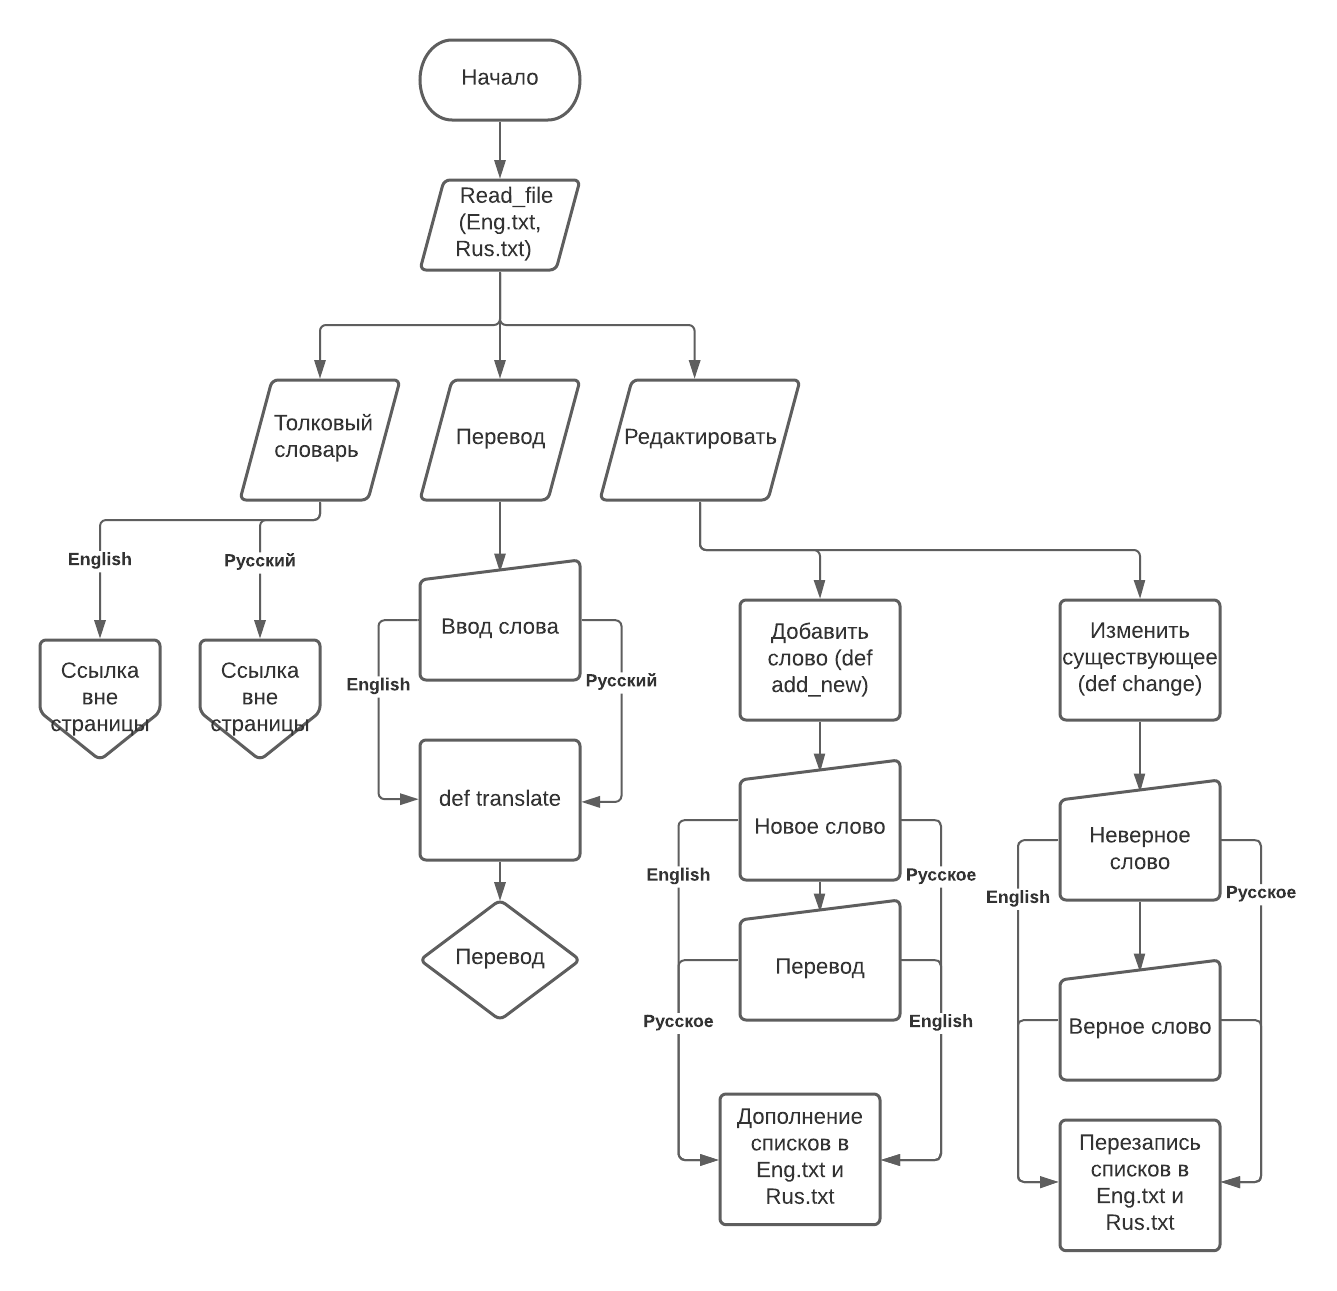 Начало
Read_file
(Eng.txt,
Rus.txt)
Толковый
словарь
Перевод
Редактировать
English
Русский
Ссылка
вне
страницы
Ссылка
вне
страницы
Ввод слова
English
Русский
def translate
Перевод
Добавить
слово (def
add_new)
Новое слово
English
Русское
Перевод
Русское
English
Дополнение
списков в
Eng.txt и
Rus.txt
Изменить
существующее
(def change)
Неверное
слово
English
Русское
Верное слово
Перезапись
списков в
Eng.txt и
Rus.txt